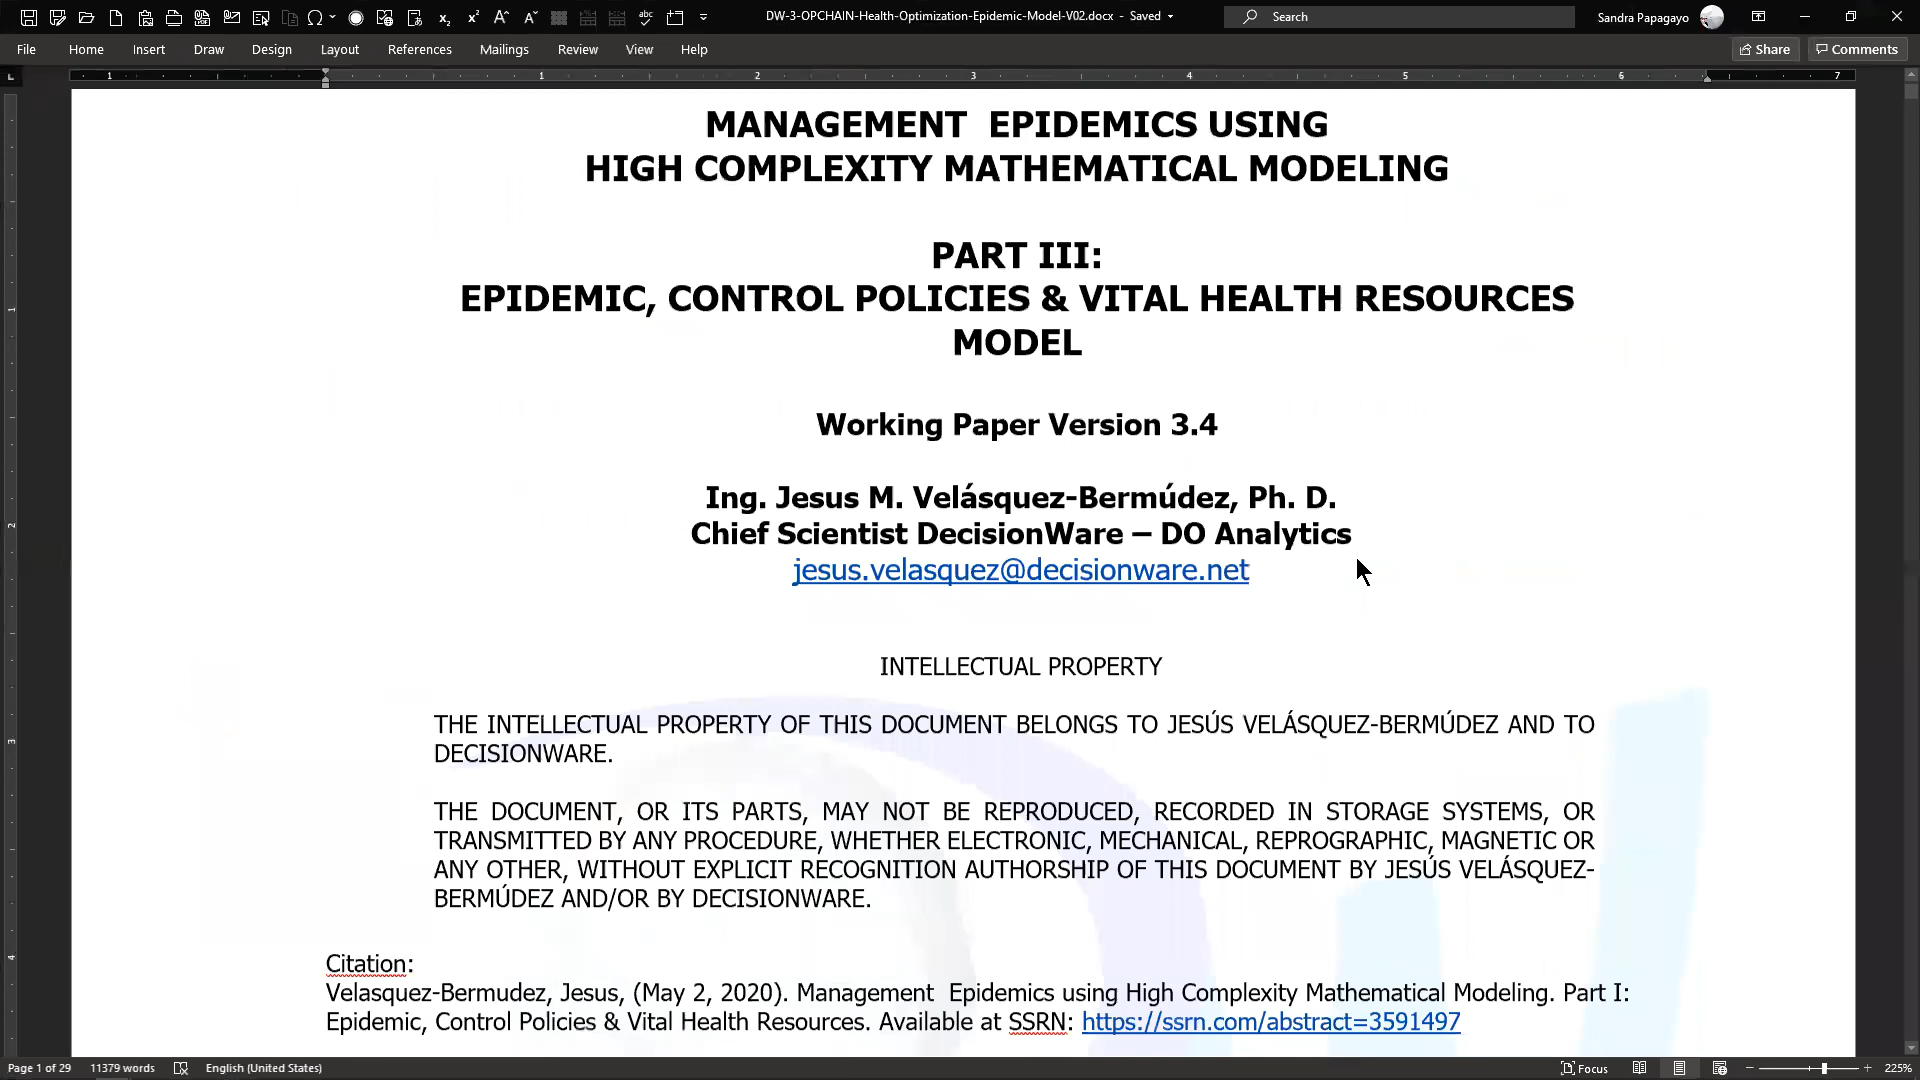 DW-3-OPCHAIN-Health-Optimization-Epidemic-Model-V02.docx - Saved
Search
Sandra Papagayo
File Home Insert Draw Design Layout References Mailings Review View Help
Share Comments
1 1 2 3 4 5 6 7
MANAGEMENT EPIDEMICS USING
HIGH COMPLEXITY MATHEMATICAL MODELING
PART III:
EPIDEMIC, CONTROL POLICIES & VITAL HEALTH RESOURCES
MODEL
Working Paper Version 3.4
Ing. Jesus M. Velásquez-Bermúdez, Ph. D.
Chief Scientist DecisionWare – DO Analytics
jesus.velasquez@decisionware.net
INTELLECTUAL PROPERTY
THE INTELLECTUAL PROPERTY OF THIS DOCUMENT BELONGS TO JESÚS VELÁSQUEZ-BERMÚDEZ AND TO
DECISIONWARE.
THE DOCUMENT, OR ITS PARTS, MAY NOT BE REPRODUCED, RECORDED IN STORAGE SYSTEMS, OR
TRANSMITTED BY ANY PROCEDURE, WHETHER ELECTRONIC, MECHANICAL, REPROGRAPHIC, MAGNETIC OR
ANY OTHER, WITHOUT EXPLICIT RECOGNITION AUTHORSHIP OF THIS DOCUMENT BY JESÚS VELÁSQUEZ-
BERMÚDEZ AND/OR BY DECISIONWARE.
Citation:
Velasquez-Bermudez, Jesus, (May 2, 2020). Management Epidemics using High Complexity Mathematical Modeling. Part I:
Epidemic, Control Policies & Vital Health Resources. Available at SSRN: https://ssrn.com/abstract=3591497
Page 1 of 29 11379 words English (United States) Focus 225%